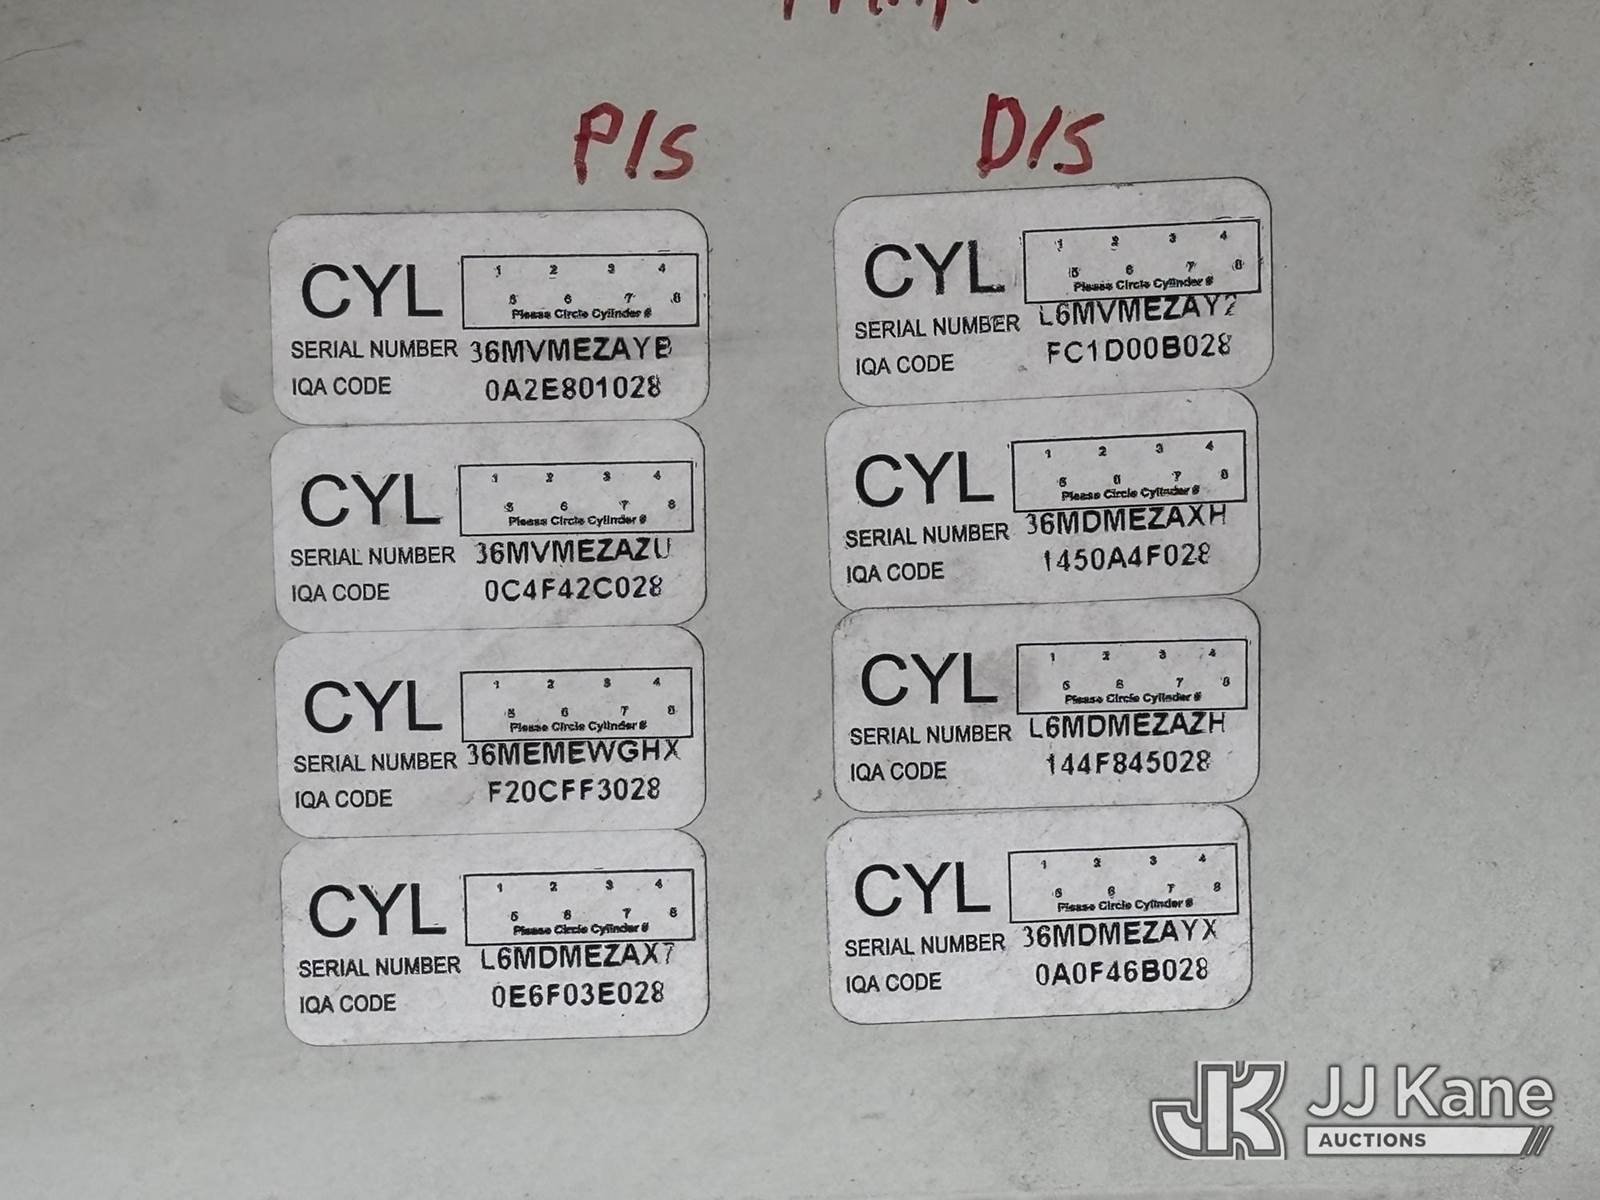 P/S
CYL
1 2 3 4
5 6 7 8
Please Circle Cylinder #
SERIAL NUMBER 36MVMEZAYB
IQA CODE 0A2E801028
CYL
1 2 3 4
5 6 7 8
Please Circle Cylinder #
SERIAL NUMBER 36MVMEZAZU
IQA CODE 0C4F42C028
CYL
1 2 3 4
5 6 7 8
Please Circle Cylinder #
SERIAL NUMBER 36MEMEWGHX
IQA CODE F20CFF3028
CYL
1 2 3 4
5 6 7 8
Please Circle Cylinder #
SERIAL NUMBER L6MDMEZAX7
IQA CODE 0E6F03E028
D/S
CYL
1 2 3 4
5 6 7 8
Please Circle Cylinder #
SERIAL NUMBER L6MVMEZAY2
IQA CODE FC1D00B028
CYL
1 2 3 4
5 6 7 8
Please Circle Cylinder #
SERIAL NUMBER 36MDMEZAXH
IQA CODE 1450A4F028
CYL
1 2 3 4
5 6 7 8
Please Circle Cylinder #
SERIAL NUMBER L6MDMEZAZH
IQA CODE 144F845028
CYL
1 2 3 4
5 6 7 8
Please Circle Cylinder #
SERIAL NUMBER 36MDMEZAYX
IQA CODE 0A0F46B028
JK JJ Kane
AUCTIONS